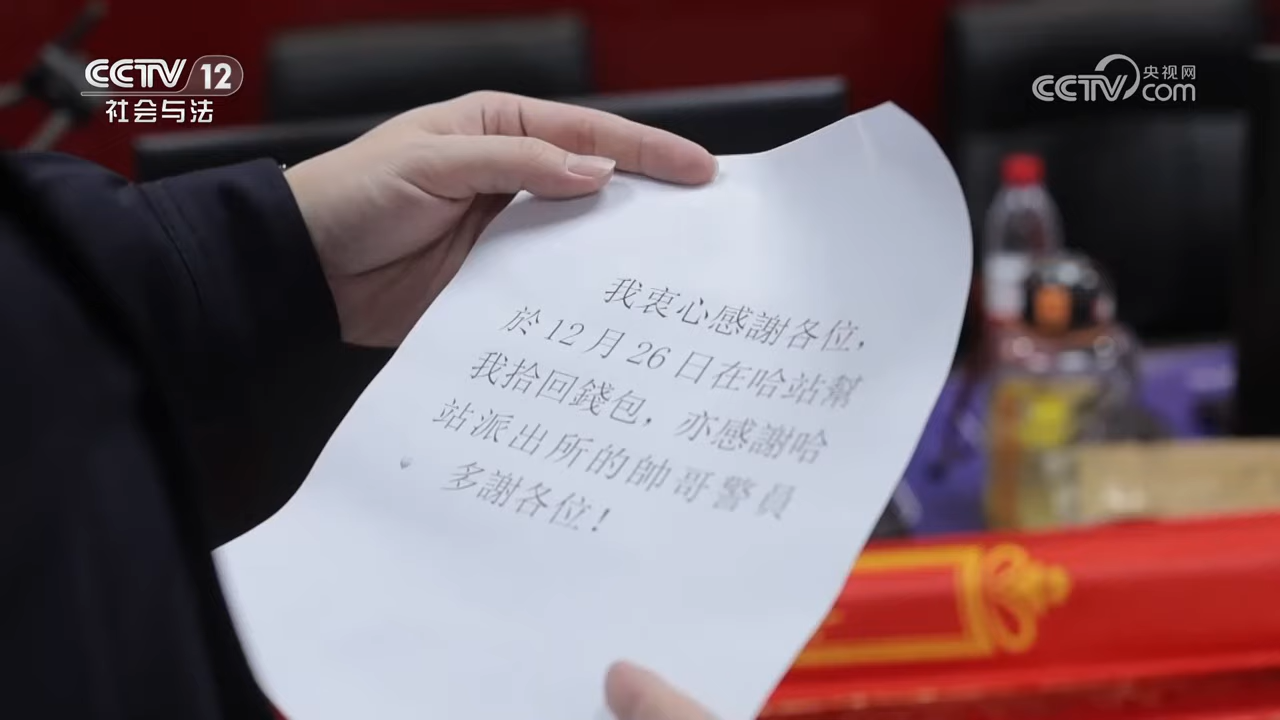 CCTV 12
社会与法
央视网
CCTV.com
我衷心感謝各位,
於12月26日在哈站幫
我拾回錢包, 亦感謝哈
站派出所的帥哥警員
多謝各位!